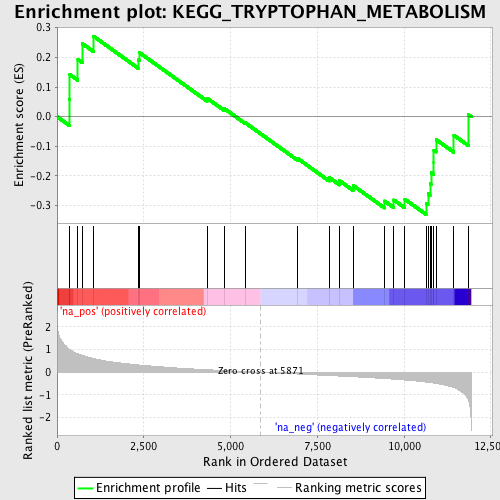 Enrichment plot: KEGG_TRYPTOPHAN_METABOLISM
Enrichment score (ES)
0.3
0.2
0.1
0.0
-0.1
-0.2
-0.3
'na_pos' (positively correlated)
Ranked list metric (PreRanked)
2
1
0
-1
-2
Zero cross at 5871
'na_neg' (negatively correlated)
0
2,500
5,000
7,500
10,000
12,500
Rank in Ordered Dataset
Enrichment profile
Hits
Ranking metric scores